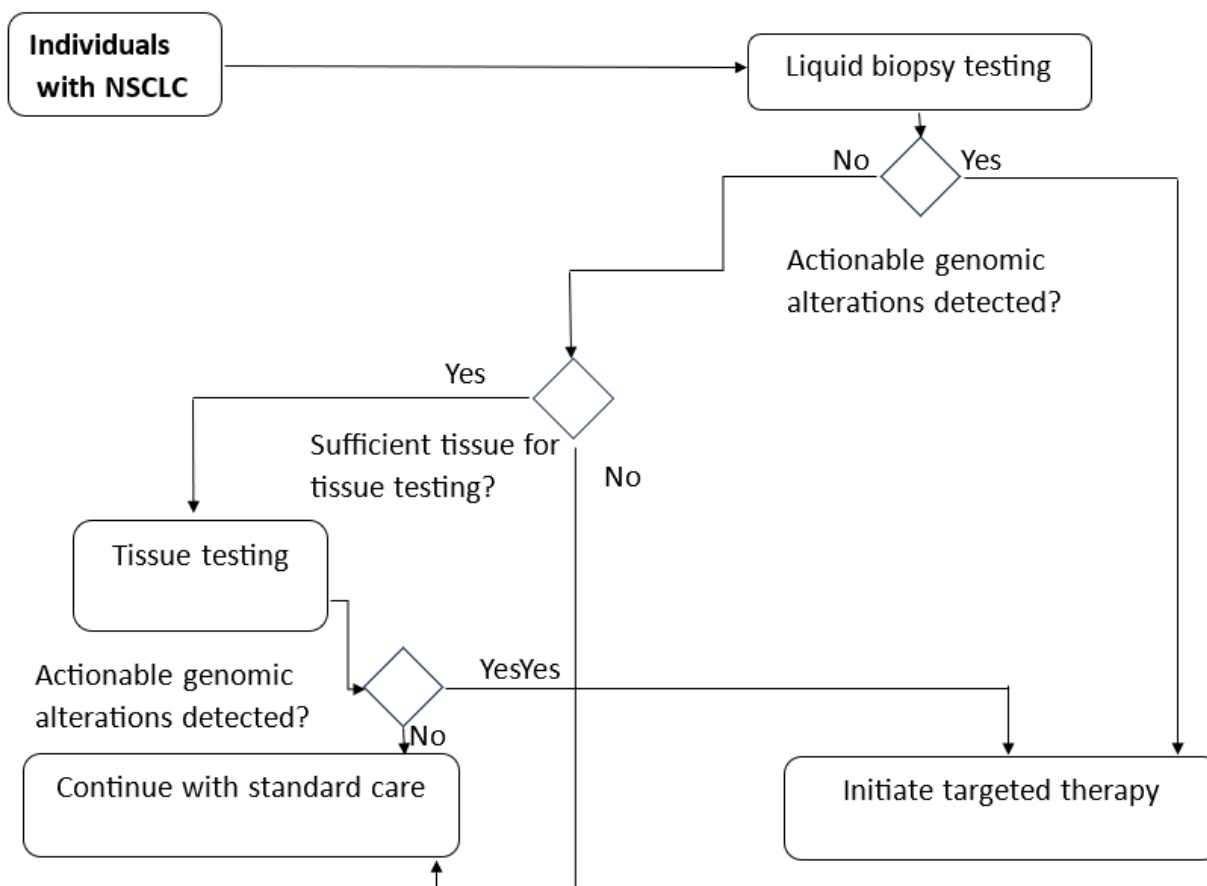 Individuals
with NSCLC
Liquid biopsy testing
No
Yes
Actionable genomic
alterations detected?
Yes
Sufficient tissue for
tissue testing?
No
Tissue testing
Actionable genomic
alterations detected?
YesYes
No
Continue with standard care
Initiate targeted therapy